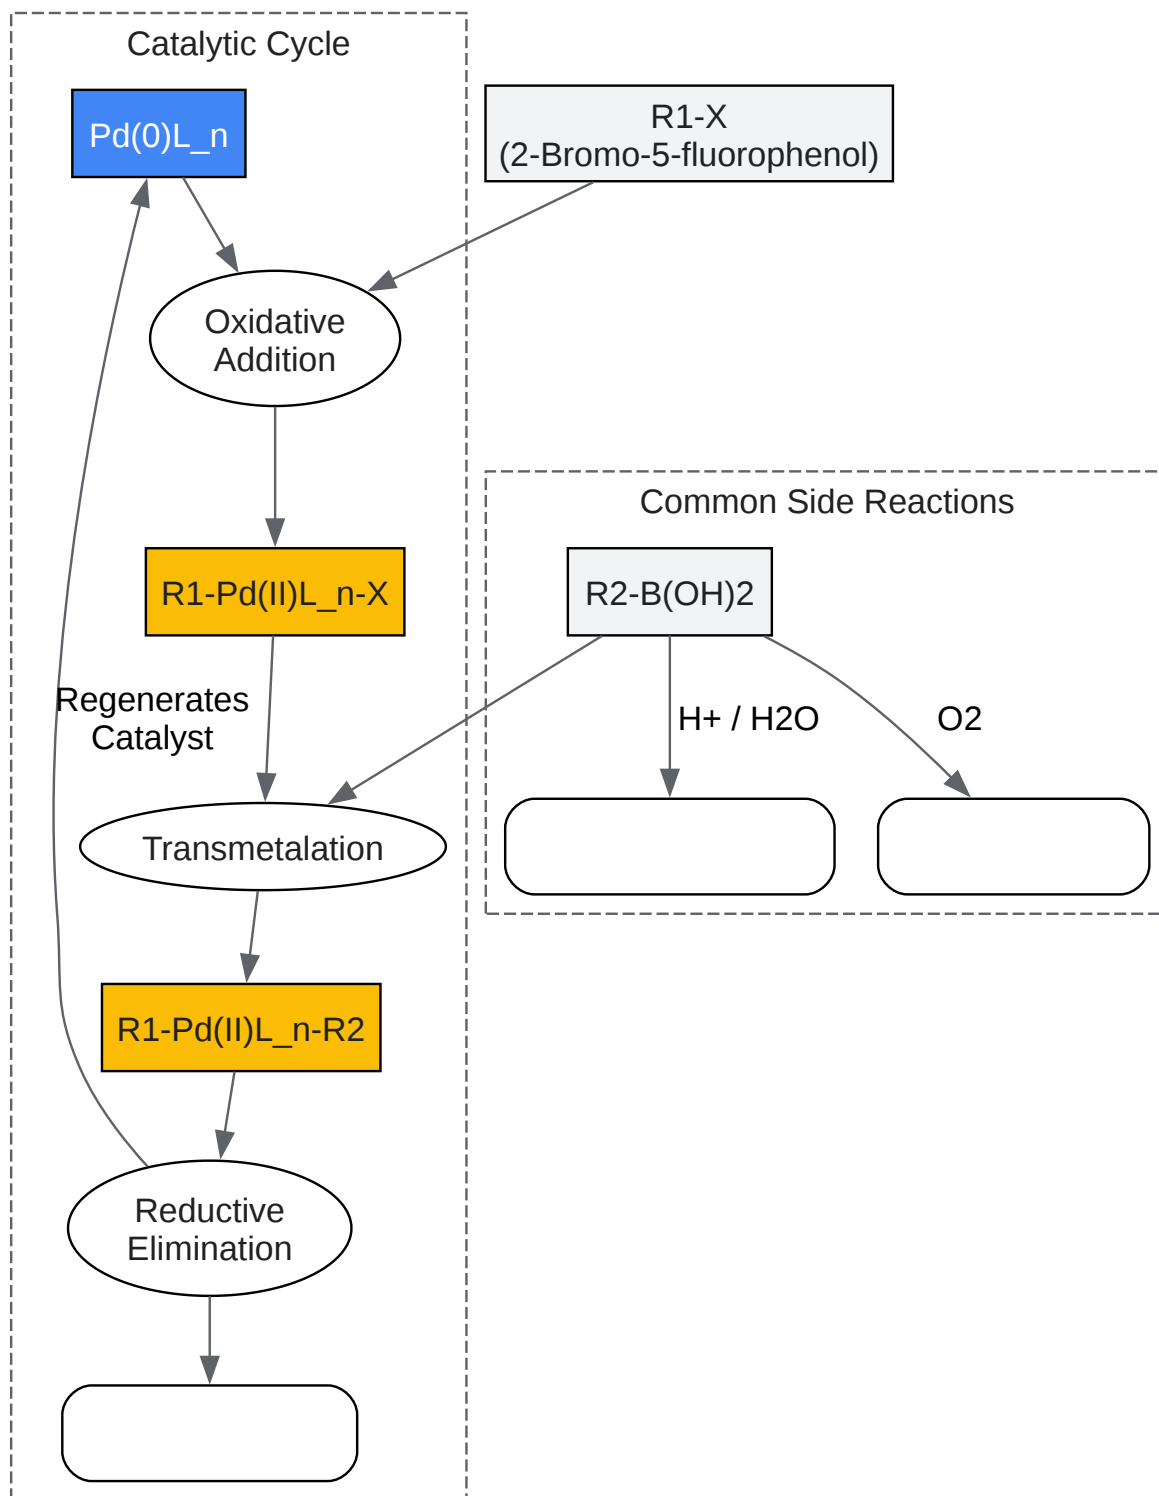 Catalytic Cycle
Pd(0)L_n
R1-X
(2-Bromo-5-fluorophenol)
Oxidative
Addition
Common Side Reactions
R1-Pd(II)L_n-X
R2-B(OH)2
Regenerates
Catalyst
H+ / H2O
O2
Transmetalation
R1-Pd(II)L_n-R2
Reductive
Elimination